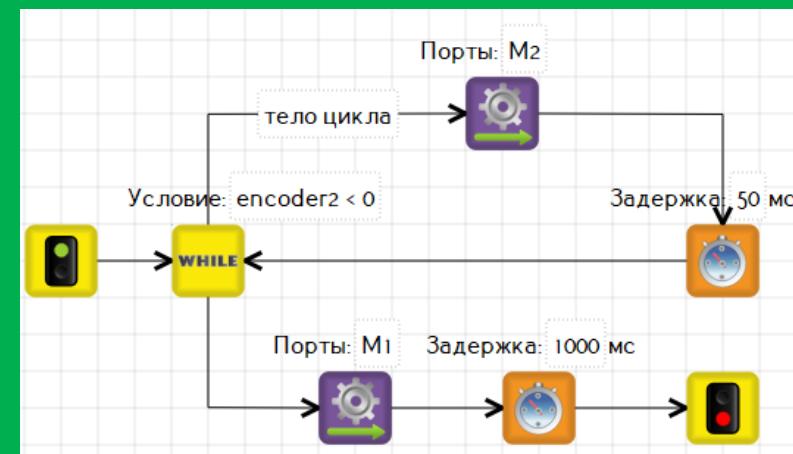 Порты: M2
тело цикла
Условие: encoder2 < 0
Задержка: 50 мс
WHILE
Порты: M1
Задержка: 1000 мс